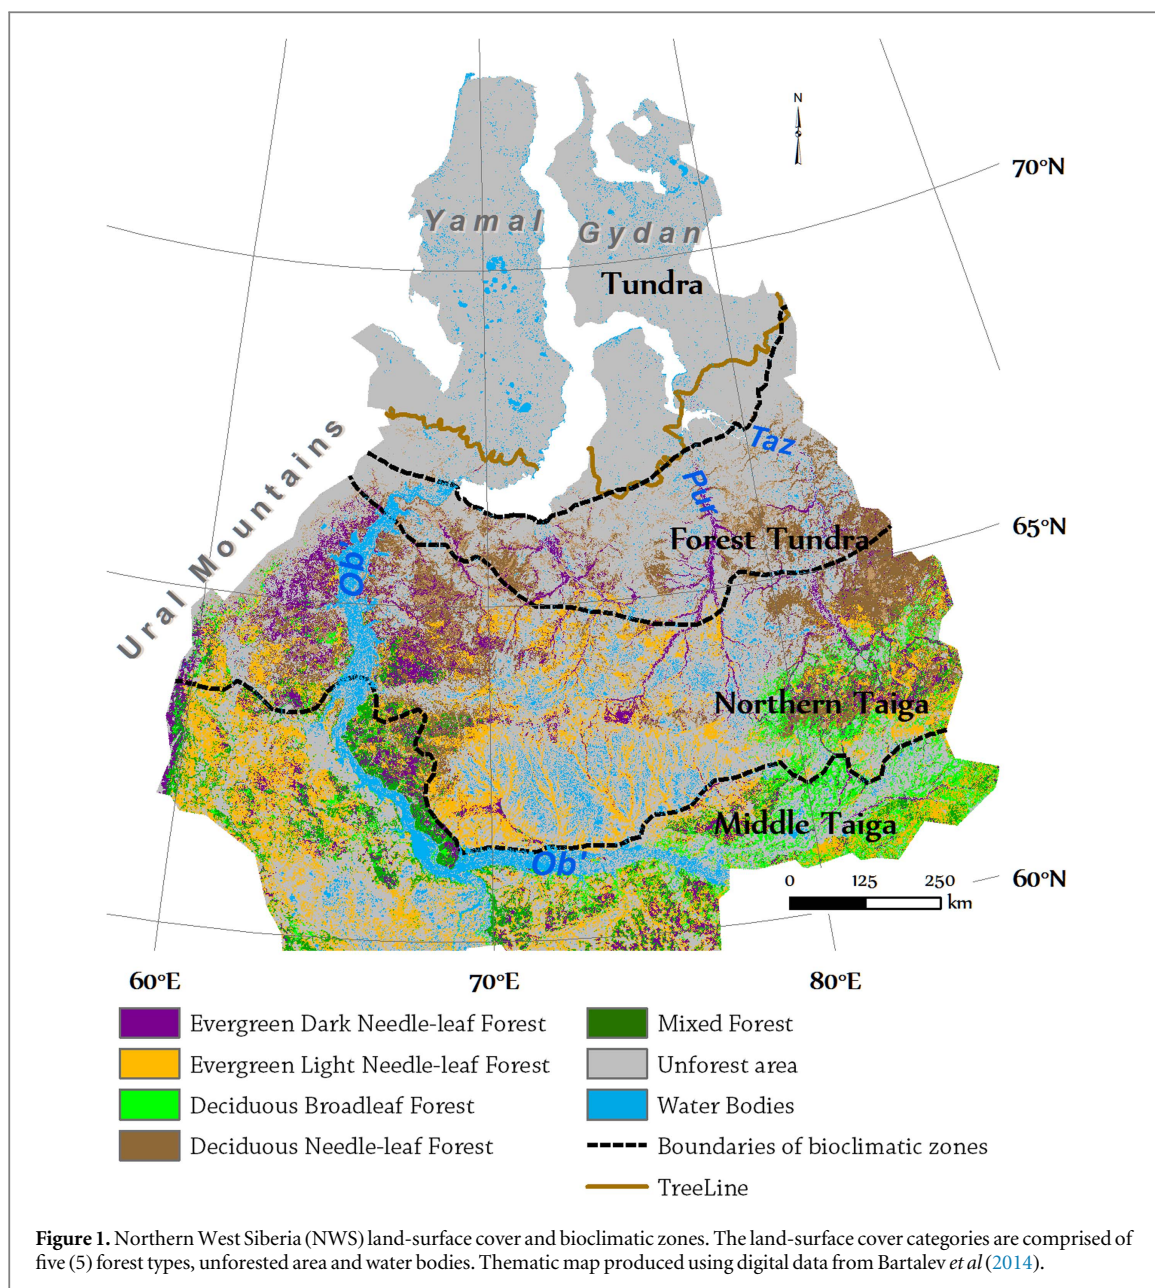 N
70°N
Yamal
Gydan
Tundra
Ural Mountains
Taz
Pur
Forest Tundra
65°N
Ob'
Northern Taiga
Middle Taiga
Ob'
60°N
0 125 250
km
60°E 70°E 80°E
Evergreen Dark Needle-leaf Forest
Evergreen Light Needle-leaf Forest
Deciduous Broadleaf Forest
Deciduous Needle-leaf Forest
Mixed Forest
Unforest area
Water Bodies
Boundaries of bioclimatic zones
TreeLine
Figure 1. Northern West Siberia (NWS) land-surface cover and bioclimatic zones. The land-surface cover categories are comprised of
five (5) forest types, unforested area and water bodies. Thematic map produced using digital data from Bartalev et al (2014).